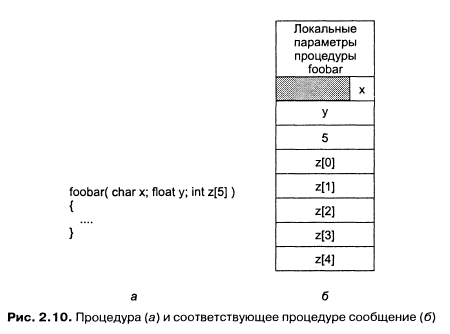 Локальные
параметры
процедуры
foobar
x
y
5
z[0]
z[1]
z[2]
z[3]
z[4]
foobar( char x; float y; int z[5] )
{
....
}
а
б
Рис. 2.10. Процедура (а) и соответствующее процедуре сообщение (б)